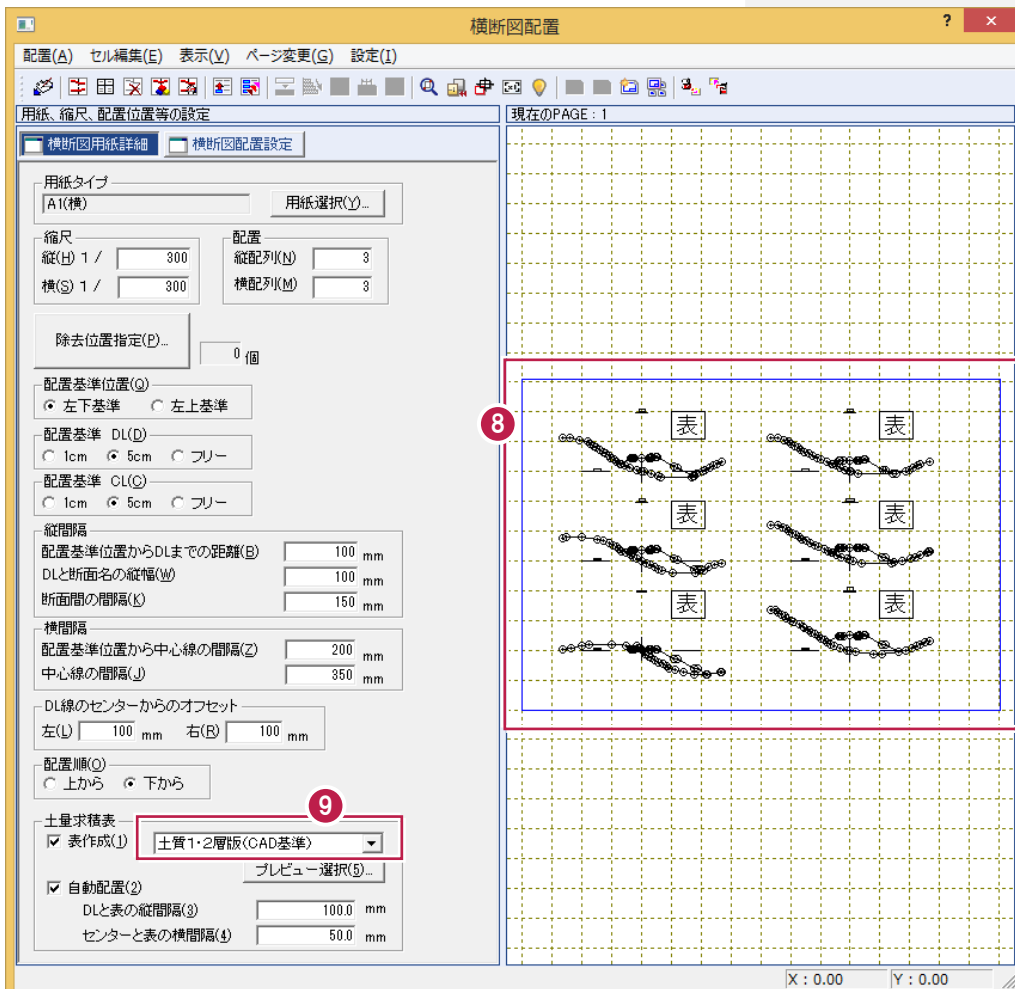 横断図配置
?
×
配置(A) セル編集(E) 表示(V) ページ変更(G) 設定(I)
用紙、縮尺、配置位置等の設定
現在のPAGE : 1
横断図用紙詳細 横断図配置設定
用紙タイプ
A1(横) 用紙選択(Y)...
縮尺
縦(H) 1 / 300
横(S) 1 / 300
配置
縦配列(N) 3
横配列(M) 3
除去位置指定(P)... 0 個
配置基準位置(Q)
左下基準 左上基準
配置基準 DL(D)
1cm 5cm フリー
配置基準 CL(C)
1cm 5cm フリー
縦間隔
配置基準位置からDLまでの距離(B) 100 mm
DLと断面名の縦幅(W) 100 mm
断面間の間隔(K) 150 mm
横間隔
配置基準位置から中心線の間隔(Z) 200 mm
中心線の間隔(J) 350 mm
DL線のセンターからのオフセット
左(L) 100 mm 右(R) 100 mm
配置順(O)
上から 下から
土量求積表
表作成(1) 土質1・2層版(CAD基準)
プレビュー選択(5)...
自動配置(2)
DLと表の縦間隔(3) 100.0 mm
センターと表の横間隔(4) 50.0 mm
8
9
表 表
表 表
表 表
X : 0.00 Y : 0.00